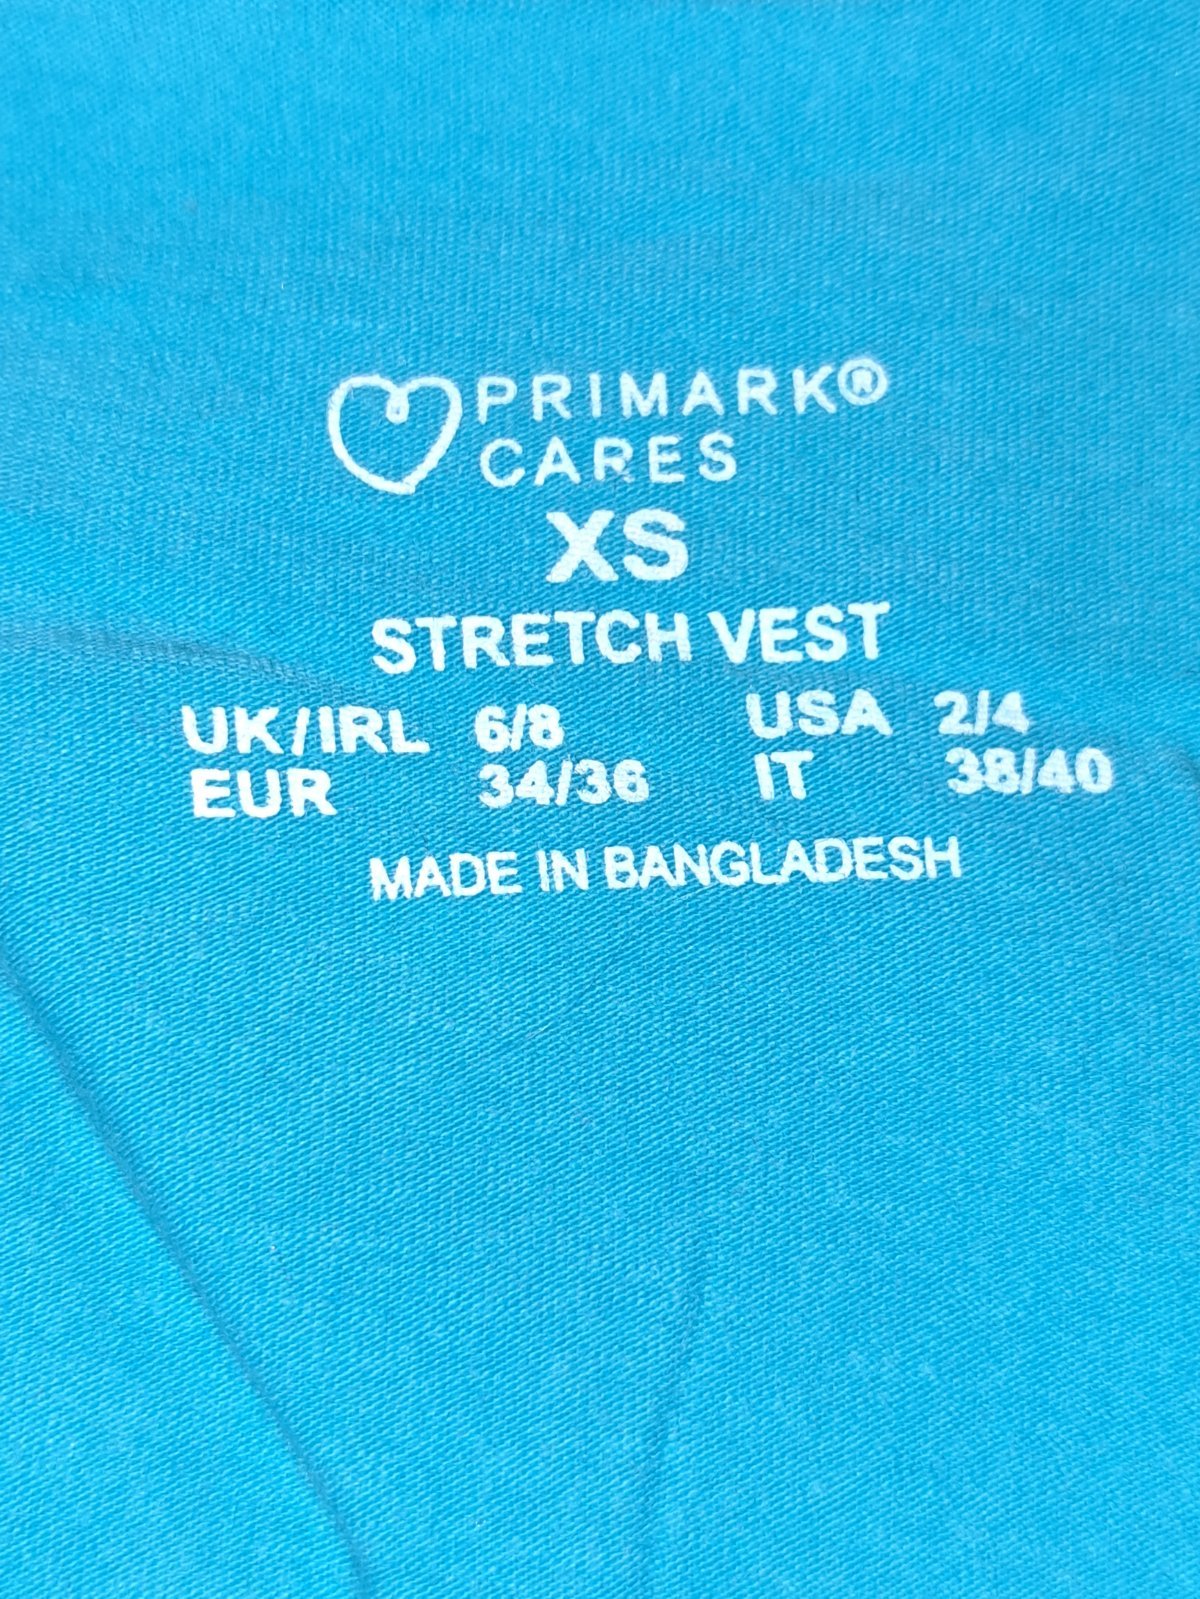 PRIMARK®
CARES
XS
STRETCH VEST
UK/IRL 6/8 USA 2/4
EUR 34/36 IT 38/40
MADE IN BANGLADESH